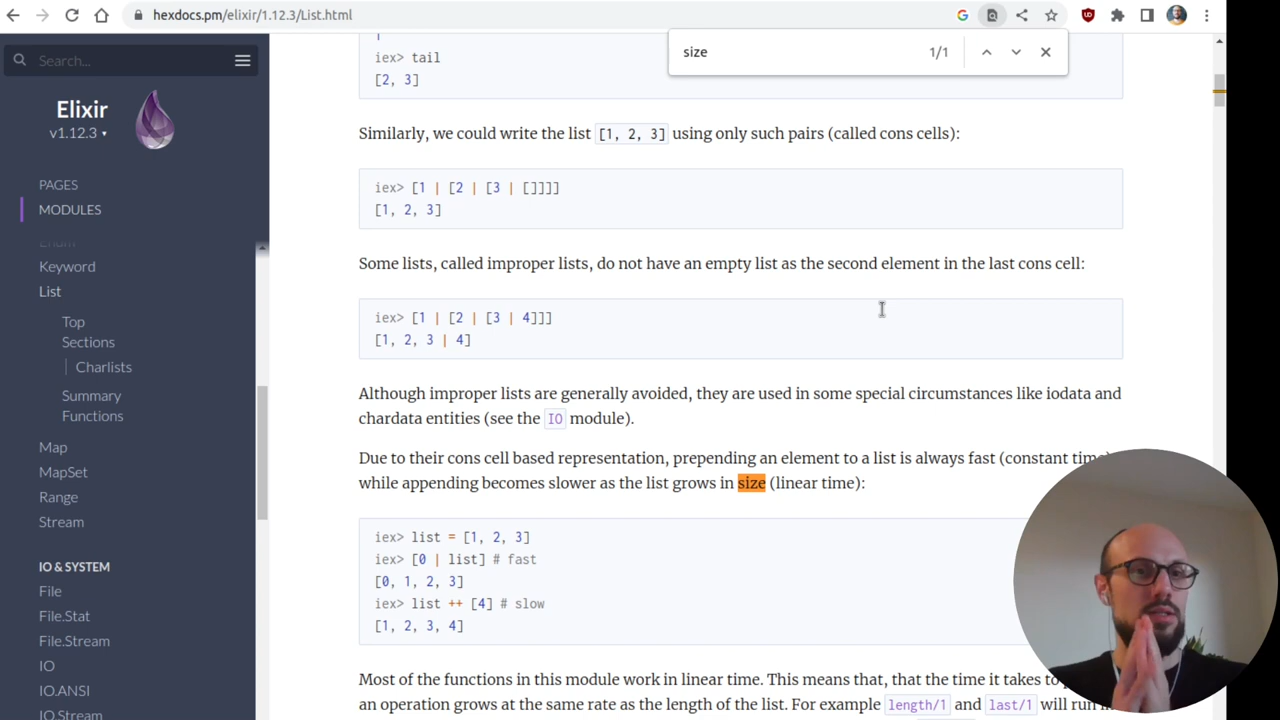 hexdocs.pm/elixir/1.12.3/List.html
size
1/1
Search...
Elixir
v1.12.3
PAGES
MODULES
Enum
Keyword
List
Top
Sections
Charlists
Summary
Functions
Map
MapSet
Range
Stream
IO & SYSTEM
File
File.Stat
File.Stream
IO
IO.ANSI
IO.Stream
iex> tail
[2, 3]
Similarly, we could write the list [1, 2, 3] using only such pairs (called cons cells):
iex> [1 | [2 | [3 | []]]]
[1, 2, 3]
Some lists, called improper lists, do not have an empty list as the second element in the last cons cell:
iex> [1 | [2 | [3 | 4]]]
[1, 2, 3 | 4]
Although improper lists are generally avoided, they are used in some special circumstances like iodata and
chardata entities (see the IO module).
Due to their cons cell based representation, prepending an element to a list is always fast (constant time)
while appending becomes slower as the list grows in size (linear time):
iex> list = [1, 2, 3]
iex> [0 | list] # fast
[0, 1, 2, 3]
iex> list ++ [4] # slow
[1, 2, 3, 4]
Most of the functions in this module work in linear time. This means that, that the time it takes to
an operation grows at the same rate as the length of the list. For example length/1 and last/1 will run